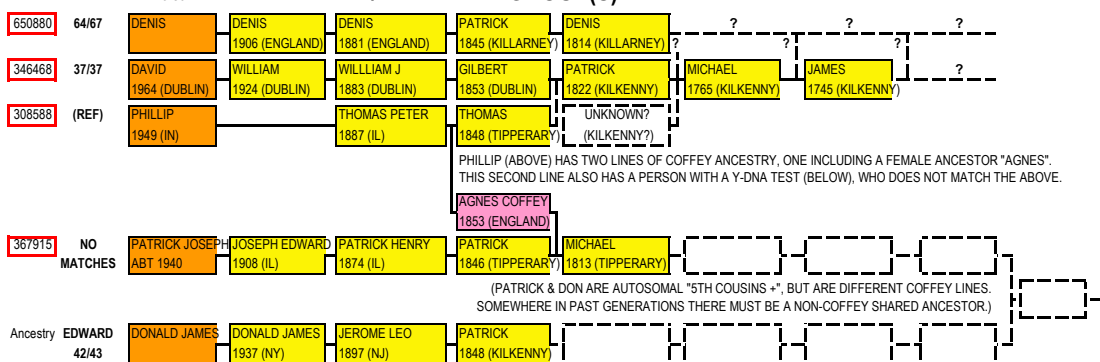 650880 64/67 DENIS DENIS DENIS PATRICK DENIS ? ? ?
1906 (ENGLAND) 1881 (ENGLAND) 1845 (KILLARNEY) 1814 (KILLARNEY) ? ? ?
346468 37/37 DAVID WILLIAM WILLLIAM J GILBERT PATRICK MICHAEL JAMES ?
1964 (DUBLIN) 1924 (DUBLIN) 1883 (DUBLIN) 1853 (DUBLIN) 1822 (KILKENNY) 1765 (KILKENNY) 1745 (KILKENNY)
308588 (REF) PHILLIP THOMAS PETER THOMAS UNKNOWN?
1949 (IN) 1887 (IL) 1848 (TIPPERARY) (KILKENNY?)
PHILLIP (ABOVE) HAS TWO LINES OF COFFEY ANCESTRY, ONE INCLUDING A FEMALE ANCESTOR "AGNES".
THIS SECOND LINE ALSO HAS A PERSON WITH A Y-DNA TEST (BELOW), WHO DOES NOT MATCH THE ABOVE.
AGNES COFFEY
1853 (ENGLAND)
367915 NO PATRICK JOSEPH JOSEPH EDWARD PATRICK HENRY PATRICK MICHAEL
MATCHES ABT 1940 1908 (IL) 1874 (IL) 1846 (TIPPERARY) 1813 (TIPPERARY)
(PATRICK & DON ARE AUTOSOMAL "5TH COUSINS +", BUT ARE DIFFERENT COFFEY LINES.
SOMEWHERE IN PAST GENERATIONS THERE MUST BE A NON-COFFEY SHARED ANCESTOR.)
Ancestry EDWARD DONALD JAMES DONALD JAMES JEROME LEO PATRICK
42/43 1937 (NY) 1897 (NJ) 1848 (KILKENNY)